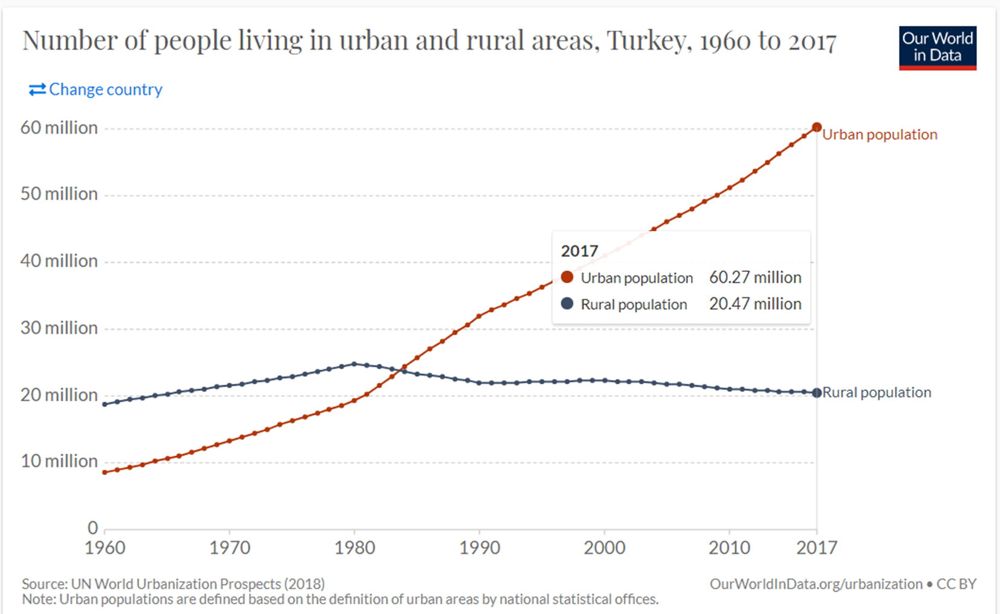 Number of people living in urban and rural areas, Turkey, 1960 to 2017
Our World
in Data
Change country
60 million
Urban population
50 million
40 million
2017
Urban population 60.27 million
Rural population 20.47 million
30 million
20 million
Rural population
10 million
0
1960 1970 1980 1990 2000 2010 2017
Source: UN World Urbanization Prospects (2018)
OurWorldInData.org/urbanization • CC BY
Note: Urban populations are defined based on the definition of urban areas by national statistical offices.